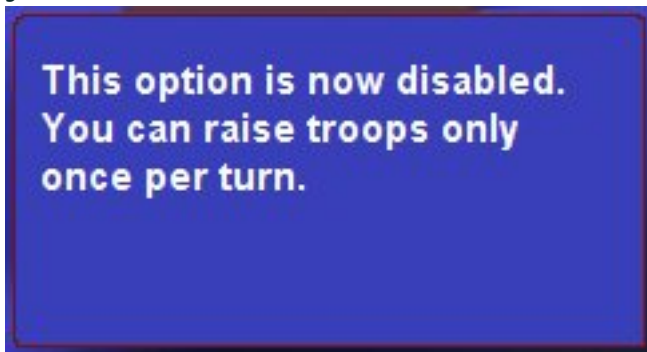 This option is now disabled.
You can raise troops only
once per turn.